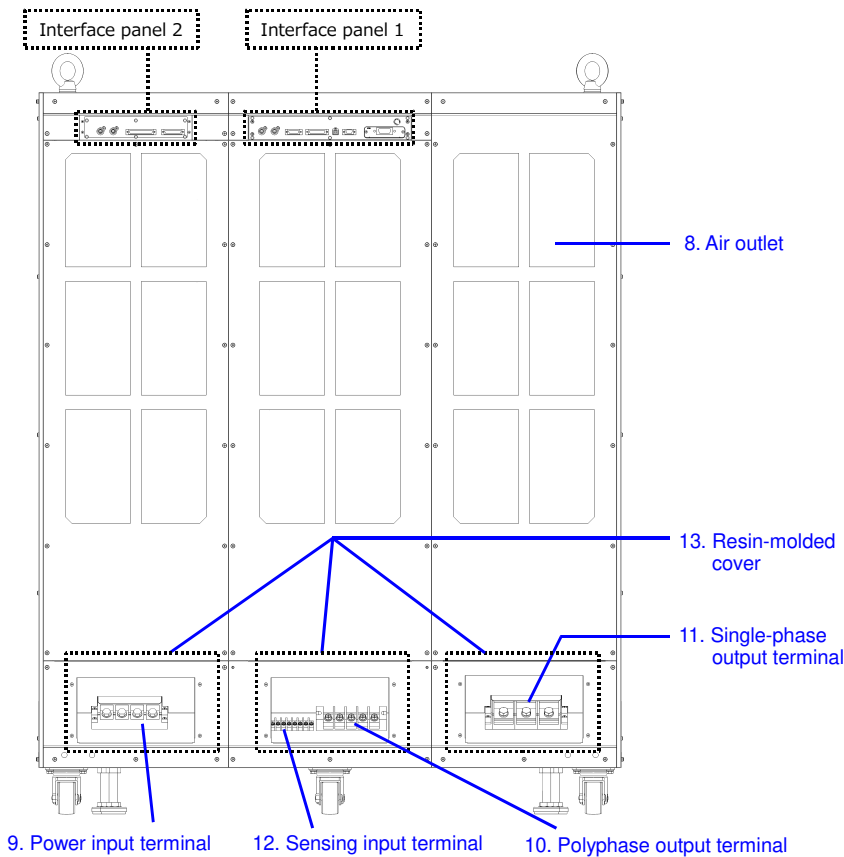 Interface panel 2
Interface panel 1
8. Air outlet
13. Resin-molded
cover
11. Single-phase
output terminal
9. Power input terminal
12. Sensing input terminal
10. Polyphase output terminal